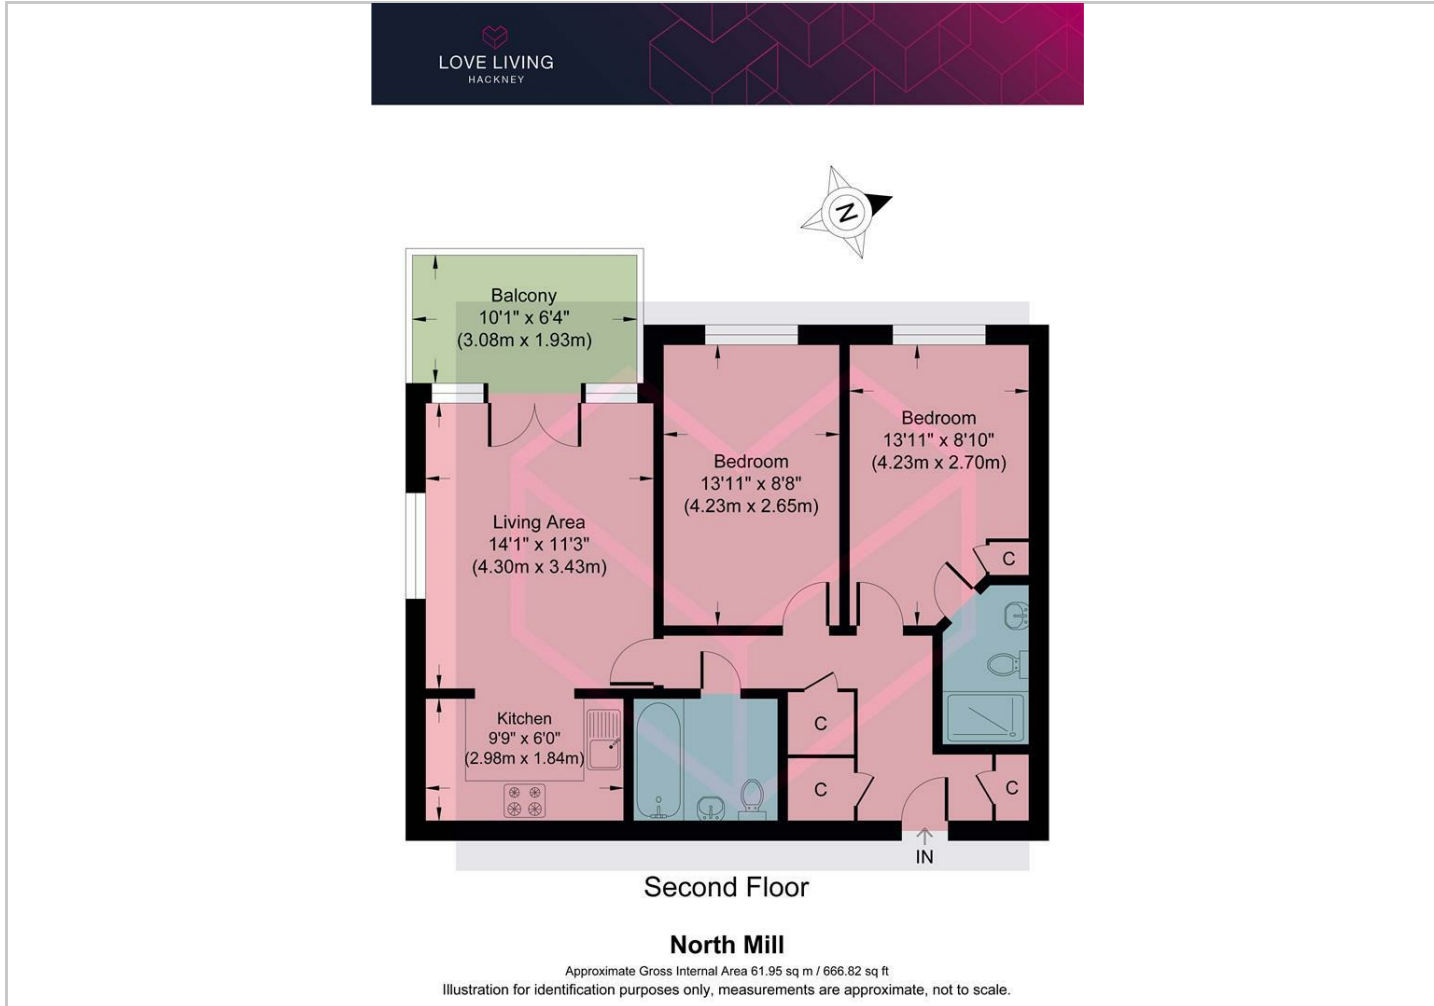 LOVE LIVING
HACKNEY
N
Balcony
10'1" x 6'4"
(3.08m x 1.93m)
Bedroom
13'11" x 8'10"
(4.23m x 2.70m)
Bedroom
13'11" x 8'8"
(4.23m x 2.65m)
Living Area
14'1" x 11'3"
(4.30m x 3.43m)
C
Kitchen
9'9" x 6'0"
(2.98m x 1.84m)
C
C
C
IN
Second Floor
North Mill
Approximate Gross Internal Area 61.95 sq m / 666.82 sq ft
Illustration for identification purposes only, measurements are approximate, not to scale.